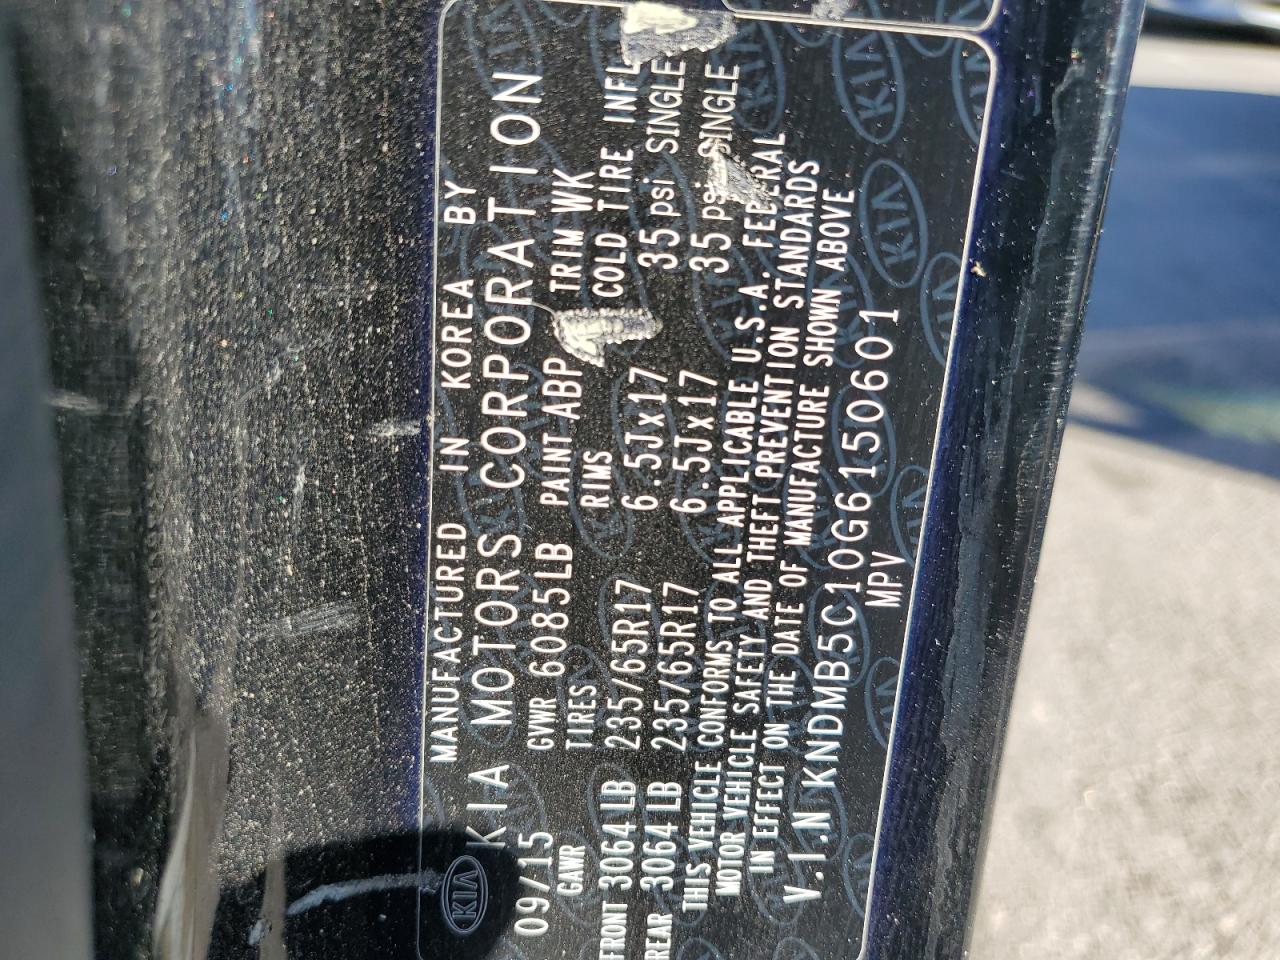 MANUFACTURED IN KOREA BY
KIA KIA MOTORS CORPORATION
09/15 GVWR 6085LB PAINT ABP TRIM WK
GAWR TIRES RIMS COLD TIRE INFL
FRONT 3064LB 235/65R17 6.5Jx17 35 psi SINGLE
REAR 3064LB 235/65R17 6.5Jx17 35 psi SINGLE
THIS VEHICLE CONFORMS TO ALL APPLICABLE U.S.A. FEDERAL
MOTOR VEHICLE SAFETY AND THEFT PREVENTION STANDARDS
IN EFFECT ON THE DATE OF MANUFACTURE SHOWN ABOVE
V.I.N KNDMB5C10G6150601
MPV